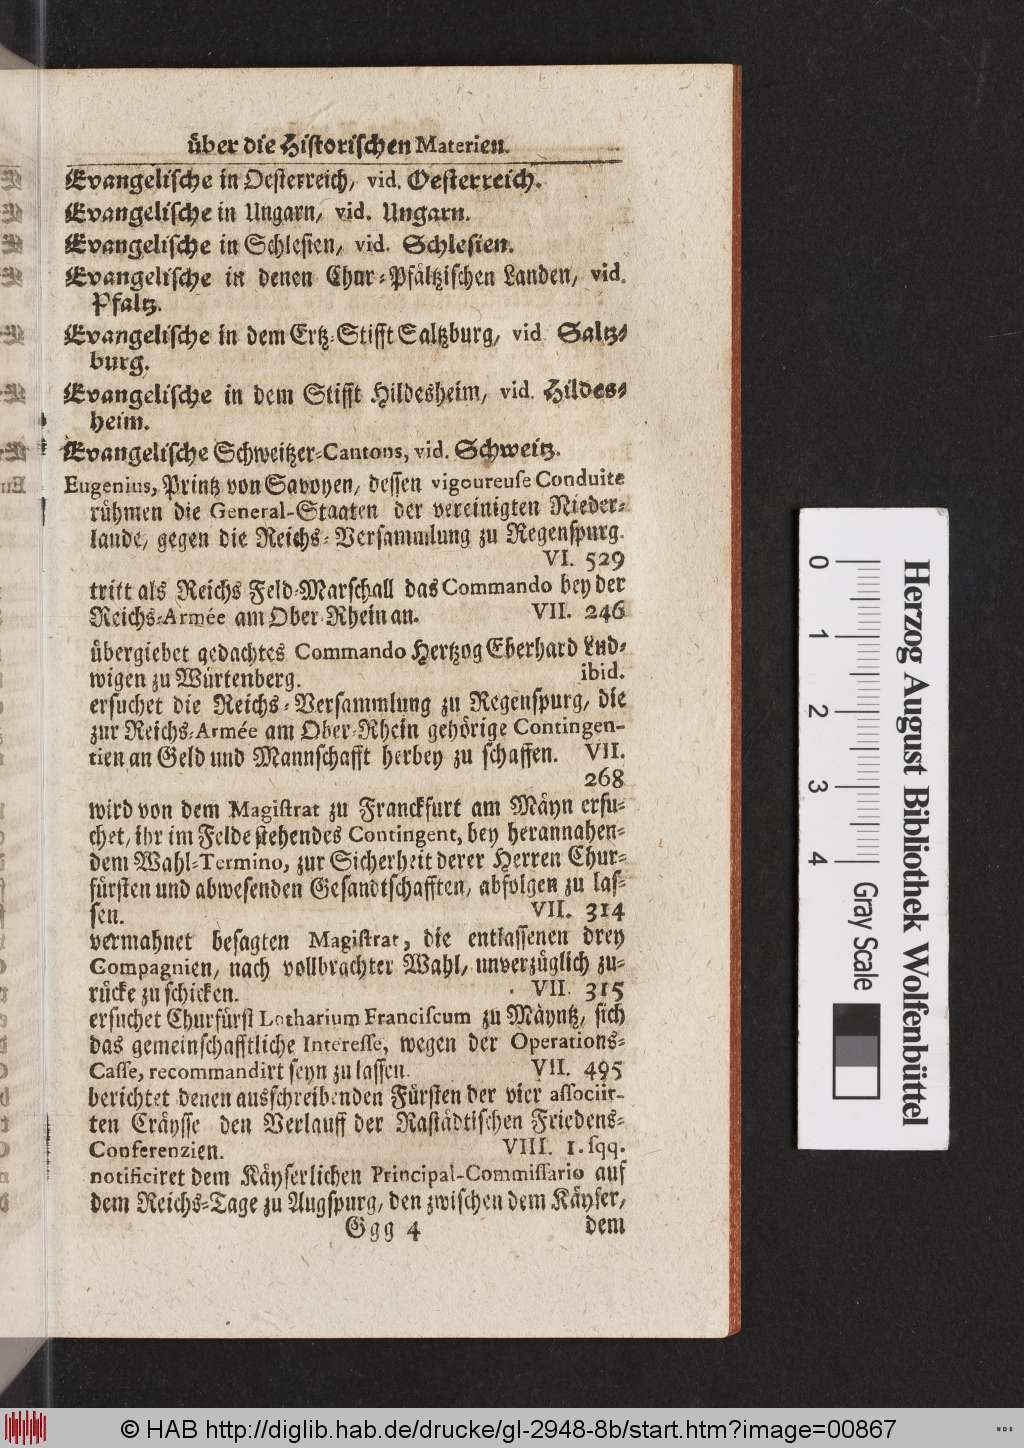 über die Historischen Materien.
Evangelische in Oesterreich, vid. Oesterreich.
Evangelische in Ungarn, vid. Ungarn.
Evangelische in Schlesien, vid. Schlesien.
Evangelische in denen Chur-Pfältzischen Landen, vid.
Pfaltz.
Evangelische in dem Ertz-Stifft Saltzburg, vid Saltz-
burg.
Evangelische in dem Stifft Hildesheim, vid. Hildes-
heim.
Evangelische Schweitzer-Cantons, vid. Schweitz.
Eugenius, Printz von Savoyen, dessen vigoureuse Conduite
rühmen die General-Staaten der vereinigten Nieder-
lande, gegen die Reichs-Versammlung zu Regenspurg.
VI. 529
tritt als Reichs Feld-Marschall das Commando bey der
Reichs-Armée am Ober-Rhein an. VII. 246
übergiebet gedachtes Commando Hertzog Eberhard Lud-
wigen zu Würtenberg. ibid.
ersuchet die Reichs-Versammlung zu Regenspurg, die
zur Reichs-Armée am Ober-Rhein gehörige Contingen-
tien an Geld und Mannschafft herbey zu schaffen. VII.
268
wird von dem Magistrat zu Franckfurt am Mäyn ersu-
chet, ihr im Felde stehendes Contingent, bey herannahen-
dem Wahl-Termino, zur Sicherheit derer Herren Chur-
fürsten und abwesenden Gesandtschafften, abfolgen zu las-
sen. VII. 314
vermahnet besagten Magistrat, die entlassenen drey
Compagnien, nach vollbrachter Wahl, unverzüglich zu-
rücke zu schicken. VII. 315
ersuchet Churfürst Lotharium Franciscum zu Mäyntz, sich
das gemeinschafftliche Interesse, wegen der Operations-
Casse, recommandirt seyn zu lassen. VII. 495
berichtet denen ausschreibenden Fürsten der vier associir-
ten Cräysse den Verlauff der Rastädtischen Friedens-
Conferenzien. VIII. 1. sqq.
notificiret dem Käyserlichen Principal-Commissario auf
dem Reichs-Tage zu Augspurg, den zwischen dem Käyser,
Ggg 4 dem
Herzog August Bibliothek Wolfenbüttel
0 1 2 3 4 Gray Scale
© HAB http://diglib.hab.de/drucke/gl-2948-8b/start.htm?image=00867